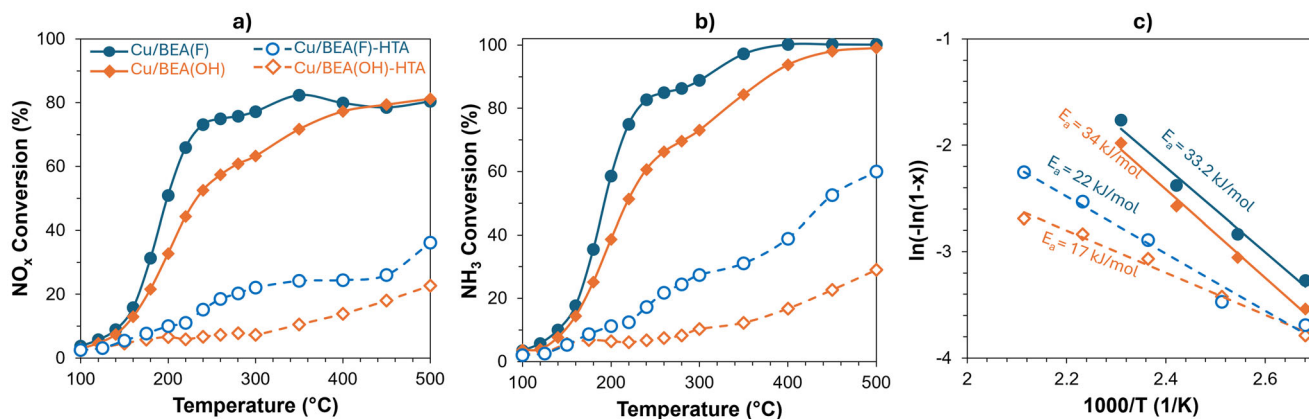 a)
NOx Conversion (%)
100
80
60
40
20
0
Cu/BEA(F)
Cu/BEA(OH)
Cu/BEA(F)-HTA
Cu/BEA(OH)-HTA
100 200 300 400 500
Temperature (°C)
b)
NH3 Conversion (%)
100
80
60
40
20
0
100 200 300 400 500
Temperature (°C)
c)
ln(-ln(1-x))
-1
-2
-3
-4
Ea = 33.2 kJ/mol
Ea = 34 kJ/mol
Ea = 22 kJ/mol
Ea = 17 kJ/mol
2 2.2 2.4 2.6
1000/T (1/K)